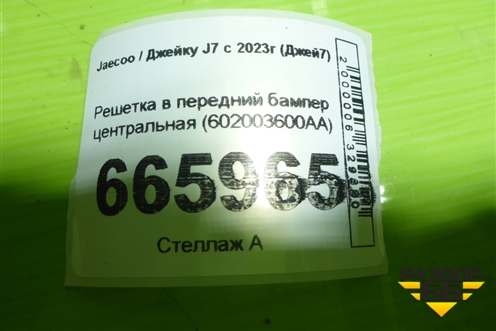 Jaecoo / Джейку J7 с 2023г (Джей7)
Решетка в передний бампер
центральная (602003600AA)
665965
Стеллаж А